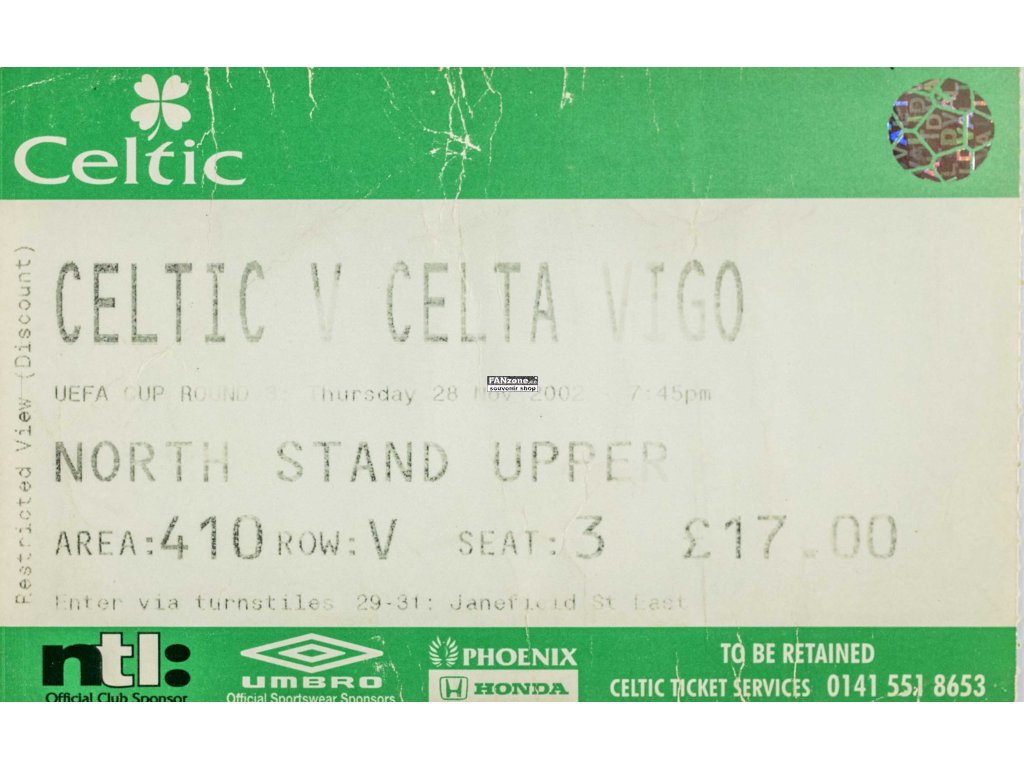 Celtic
CELTIC V CELTA VIGO
Restricted View (Discount)
FANzone.cz
souvenir shop
UEFA CUP ROUND 3 Thursday 28 Nov 2002 7:45pm
NORTH STAND UPPER
AREA:410 ROW:V SEAT:3 £17.00
Enter via turnstiles 29-31: Janefield St East
ntl:
Official Club Sponsor
UMBRO
Official Sportswear Sponsors
PHOENIX
HONDA
TO BE RETAINED
CELTIC TICKET SERVICES 0141 551 8653